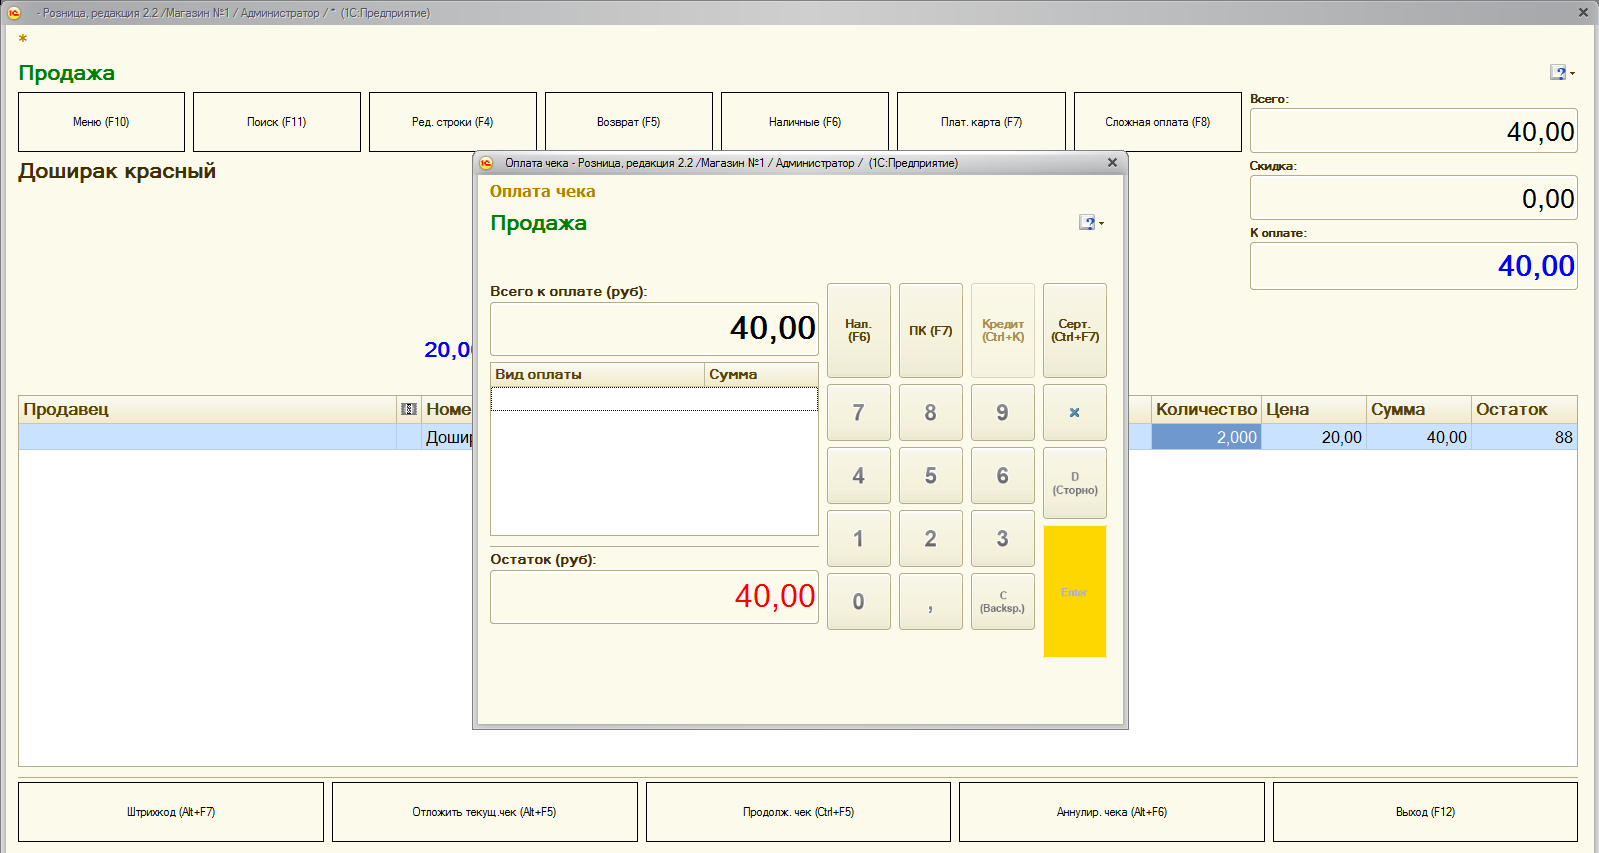 - Розница, редакция 2.2 /Магазин №1 / Администратор / * (1С:Предприятие)
*
Продажа
Меню (F10)
Поиск (F11)
Ред. строки (F4)
Возврат (F5)
Наличные (F6)
Плат. карта (F7)
Сложная оплата (F8)
Всего:
40,00
Скидка:
0,00
К оплате:
40,00
Доширак красный
20,0
Продавец
Номе
Количество
Цена
Сумма
Остаток
Дошир
2,000
20,00
40,00
88
Оплата чека - Розница, редакция 2.2 /Магазин №1 / Администратор / (1С:Предприятие)
Оплата чека
Продажа
Всего к оплате (руб):
40,00
Вид оплаты
Сумма
Остаток (руб):
40,00
Нал.
(F6)
ПК (F7)
Кредит
(Ctrl+K)
Серт.
(Ctrl+F7)
7
8
9
4
5
6
D
(Сторно)
1
2
3
Enter
0
,
C
(Backsp.)
Штрихкод (Alt+F7)
Отложить текущ.чек (Alt+F5)
Продолж. чек (Ctrl+F5)
Аннулир. чека (Alt+F6)
Выход (F12)